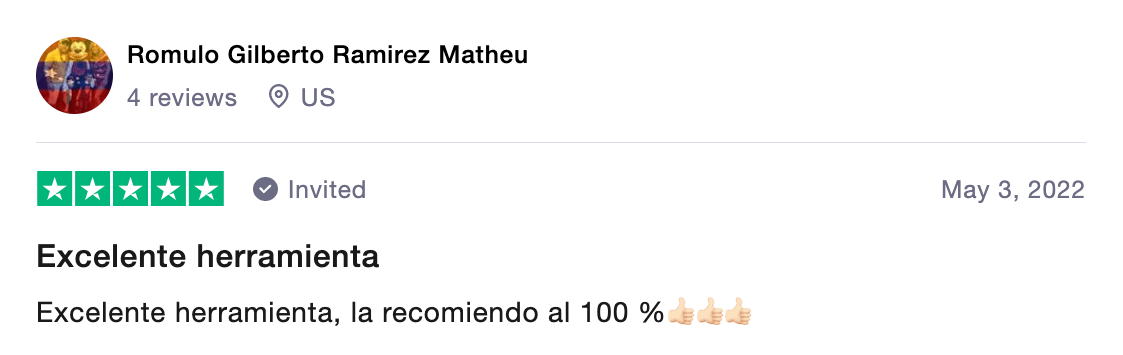 Romulo Gilberto Ramirez Matheu
4 reviews US
Invited May 3, 2022
Excelente herramienta
Excelente herramienta, la recomiendo al 100 %👍🏻👍🏻👍🏻